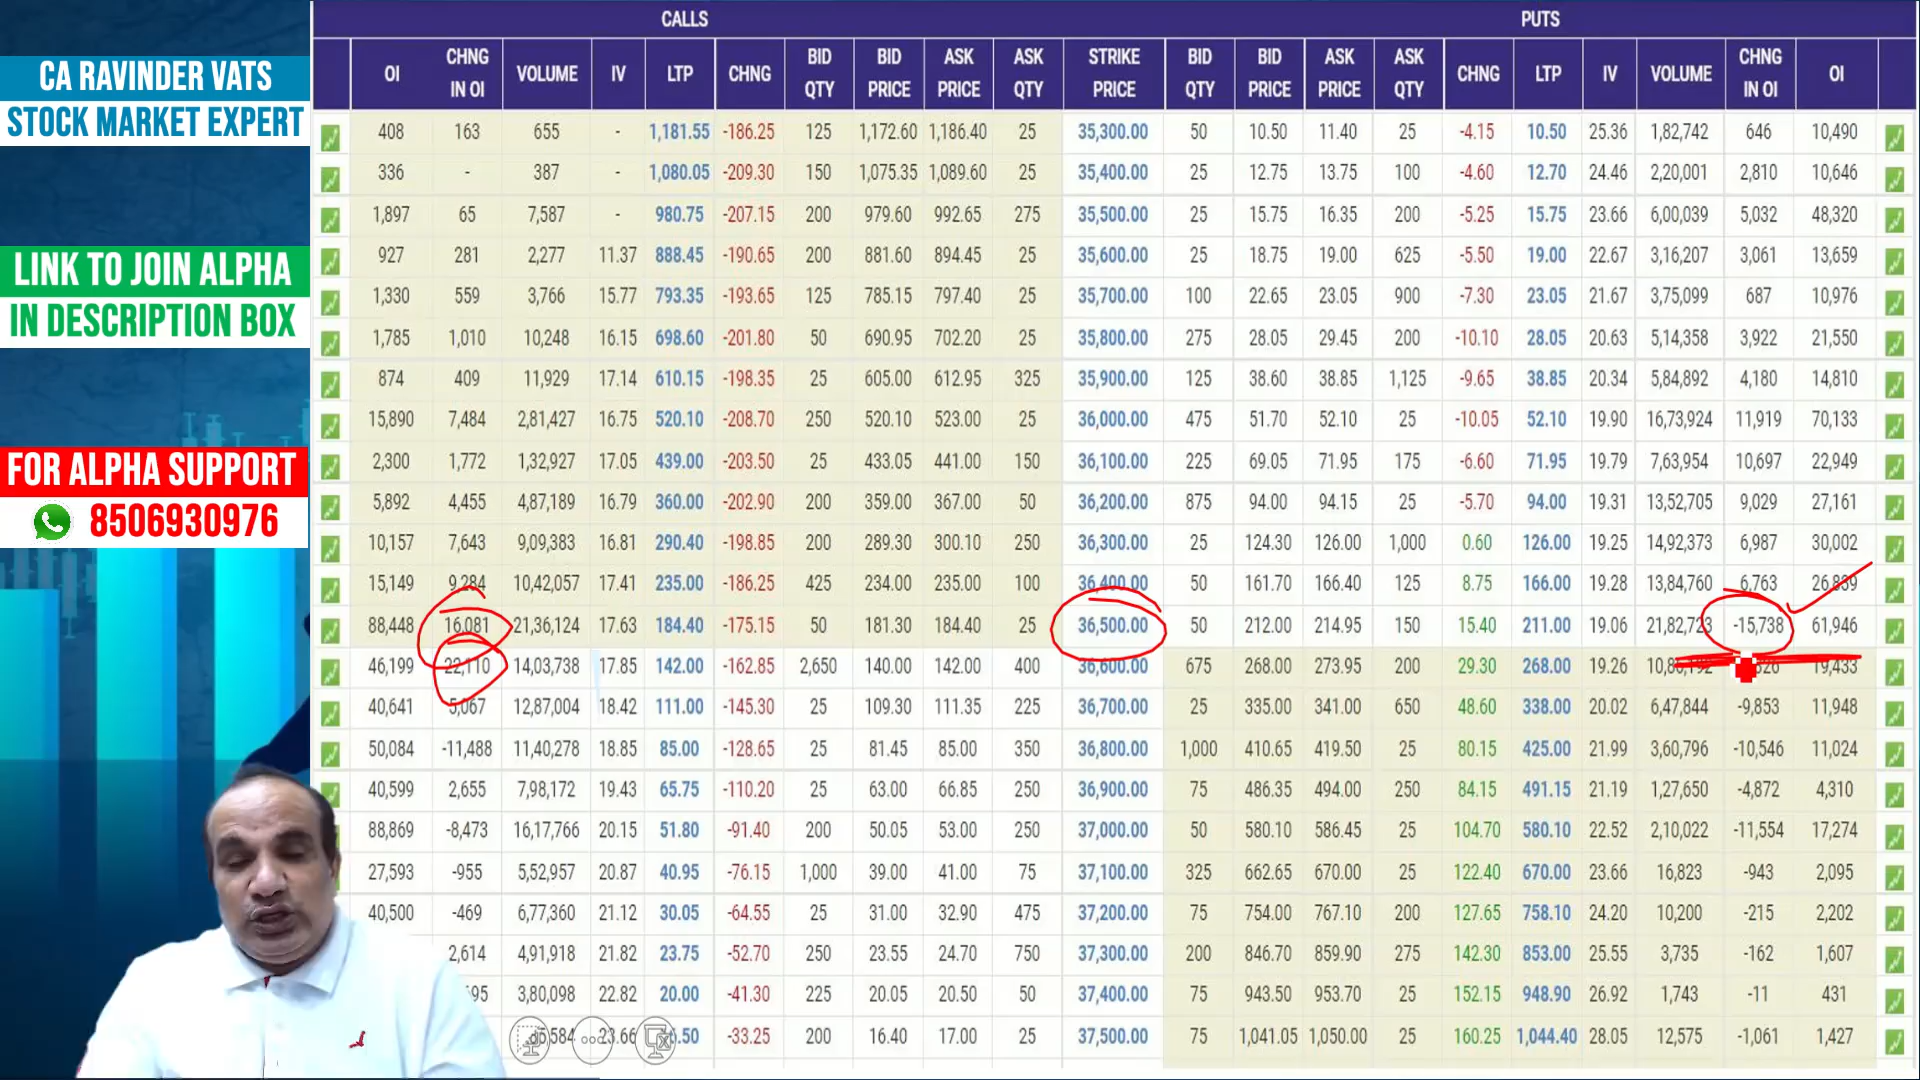 CA RAVINDER VATS
STOCK MARKET EXPERT
LINK TO JOIN ALPHA
IN DESCRIPTION BOX
FOR ALPHA SUPPORT
8506930976
CALLS PUTS
OI CHNG IN OI VOLUME IV LTP CHNG BID QTY BID PRICE ASK PRICE ASK QTY STRIKE PRICE BID QTY BID PRICE ASK PRICE ASK QTY CHNG LTP IV VOLUME CHNG IN OI OI
408 163 655 - 1,181.55 -186.25 125 1,172.60 1,186.40 25 35,300.00 50 10.50 11.40 25 -4.15 10.50 25.36 1,82,742 646 10,490
336 - 387 - 1,080.05 -209.30 150 1,075.35 1,089.60 25 35,400.00 25 12.75 13.75 100 -4.60 12.70 24.46 2,20,001 2,810 10,646
1,897 65 7,587 - 980.75 -207.15 200 979.60 992.65 275 35,500.00 25 15.75 16.35 200 -5.25 15.75 23.66 6,00,039 5,032 48,320
927 281 2,277 11.37 888.45 -190.65 200 881.60 894.45 25 35,600.00 25 18.75 19.00 625 -5.50 19.00 22.67 3,16,207 3,061 13,659
1,330 559 3,766 15.77 793.35 -193.65 125 785.15 797.40 25 35,700.00 100 22.65 23.05 900 -7.30 23.05 21.67 3,75,099 687 10,976
1,785 1,010 10,248 16.15 698.60 -201.80 50 690.95 702.20 25 35,800.00 275 28.05 29.45 200 -10.10 28.05 20.63 5,14,358 3,922 21,550
874 409 11,929 17.14 610.15 -198.35 25 605.00 612.95 325 35,900.00 125 38.60 38.85 1,125 -9.65 38.85 20.34 5,84,892 4,180 14,810
15,890 7,484 2,81,427 16.75 520.10 -208.70 250 520.10 523.00 25 36,000.00 475 51.70 52.10 25 -10.05 52.10 19.90 16,73,924 11,919 70,133
2,300 1,772 1,32,927 17.05 439.00 -203.50 25 433.05 441.00 150 36,100.00 225 69.05 71.95 175 -6.60 71.95 19.79 7,63,954 10,697 22,949
5,892 4,455 4,87,189 16.79 360.00 -202.90 200 359.00 367.00 50 36,200.00 875 94.00 94.15 25 -5.70 94.00 19.31 13,52,705 9,029 27,161
10,157 7,643 9,09,383 16.81 290.40 -198.85 200 289.30 300.10 250 36,300.00 25 124.30 126.00 1,000 0.60 126.00 19.25 14,92,373 6,987 30,002
15,149 9,284 10,42,057 17.41 235.00 -186.25 425 234.00 235.00 100 36,400.00 50 161.70 166.40 125 8.75 166.00 19.28 13,84,760 6,763 26,839
88,448 16,081 21,36,124 17.63 184.40 -175.15 50 181.30 184.40 25 36,500.00 50 212.00 214.95 150 15.40 211.00 19.06 21,82,723 -15,738 61,946
46,199 22,110 14,03,738 17.85 142.00 -162.85 2,650 140.00 142.00 400 36,600.00 675 268.00 273.95 200 29.30 268.00 19.26 19,433
40,641 5,067 12,87,004 18.42 111.00 -145.30 25 109.30 111.35 225 36,700.00 25 335.00 341.00 650 48.60 338.00 20.02 6,47,844 -9,853 11,948
50,084 -11,488 11,40,278 18.85 85.00 -128.65 25 81.45 85.00 350 36,800.00 1,000 410.65 419.50 25 80.15 425.00 21.99 3,60,796 -10,546 11,024
40,599 2,655 7,98,172 19.43 65.75 -110.20 25 63.00 66.85 250 36,900.00 75 486.35 494.00 250 84.15 491.15 21.19 1,27,650 -4,872 4,310
88,869 -8,473 16,17,766 20.15 51.80 -91.40 200 50.05 53.00 250 37,000.00 50 580.10 586.45 25 104.70 580.10 22.52 2,10,022 -11,554 17,274
27,593 -955 5,52,957 20.87 40.95 -76.15 1,000 39.00 41.00 75 37,100.00 325 662.65 670.00 25 122.40 670.00 23.66 16,823 -943 2,095
40,500 -469 6,77,360 21.12 30.05 -64.55 25 31.00 32.90 475 37,200.00 75 754.00 767.10 200 127.65 758.10 24.20 10,200 -215 2,202
2,614 4,91,918 21.82 23.75 -52.70 250 23.55 24.70 750 37,300.00 200 846.70 859.90 275 142.30 853.00 25.55 3,735 -162 1,607
3,80,098 22.82 20.00 -41.30 225 20.05 20.50 50 37,400.00 75 943.50 953.70 25 152.15 948.90 26.92 1,743 -11 431
23.66 -33.25 200 16.40 17.00 25 37,500.00 75 1,041.05 1,050.00 25 160.25 1,044.40 28.05 12,575 -1,061 1,427